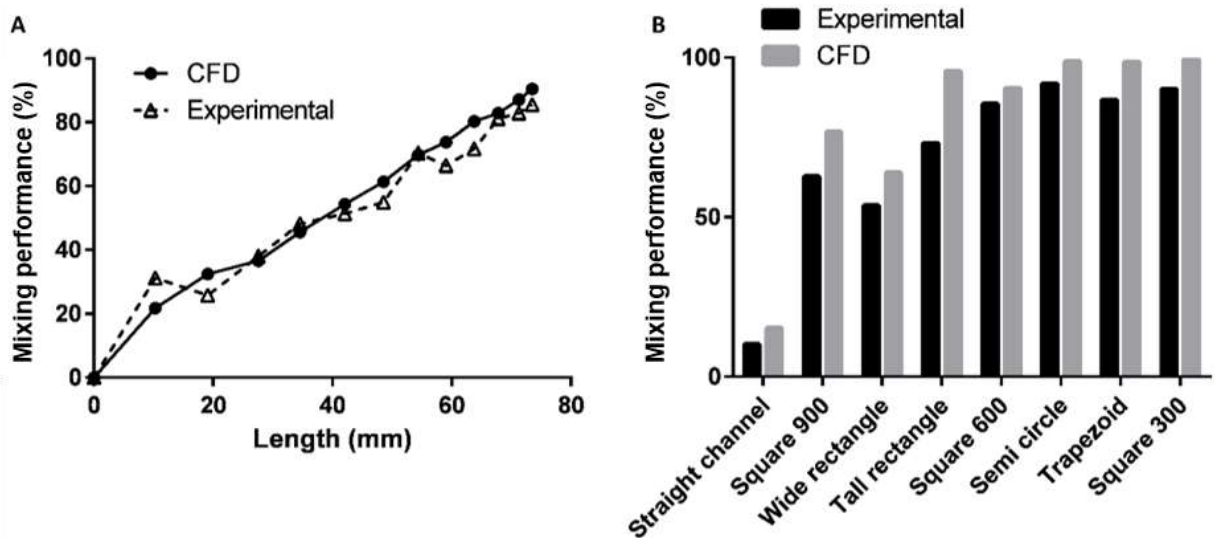 A
Mixing performance (%)
100
80
60
40
20
0
CFD
Experimental
0 20 40 60 80
Length (mm)
B
Experimental
CFD
Mixing performance (%)
100
50
0
Straight channel
Square 900
Wide rectangle
Tall rectangle
Square 600
Semi circle
Trapezoid
Square 300